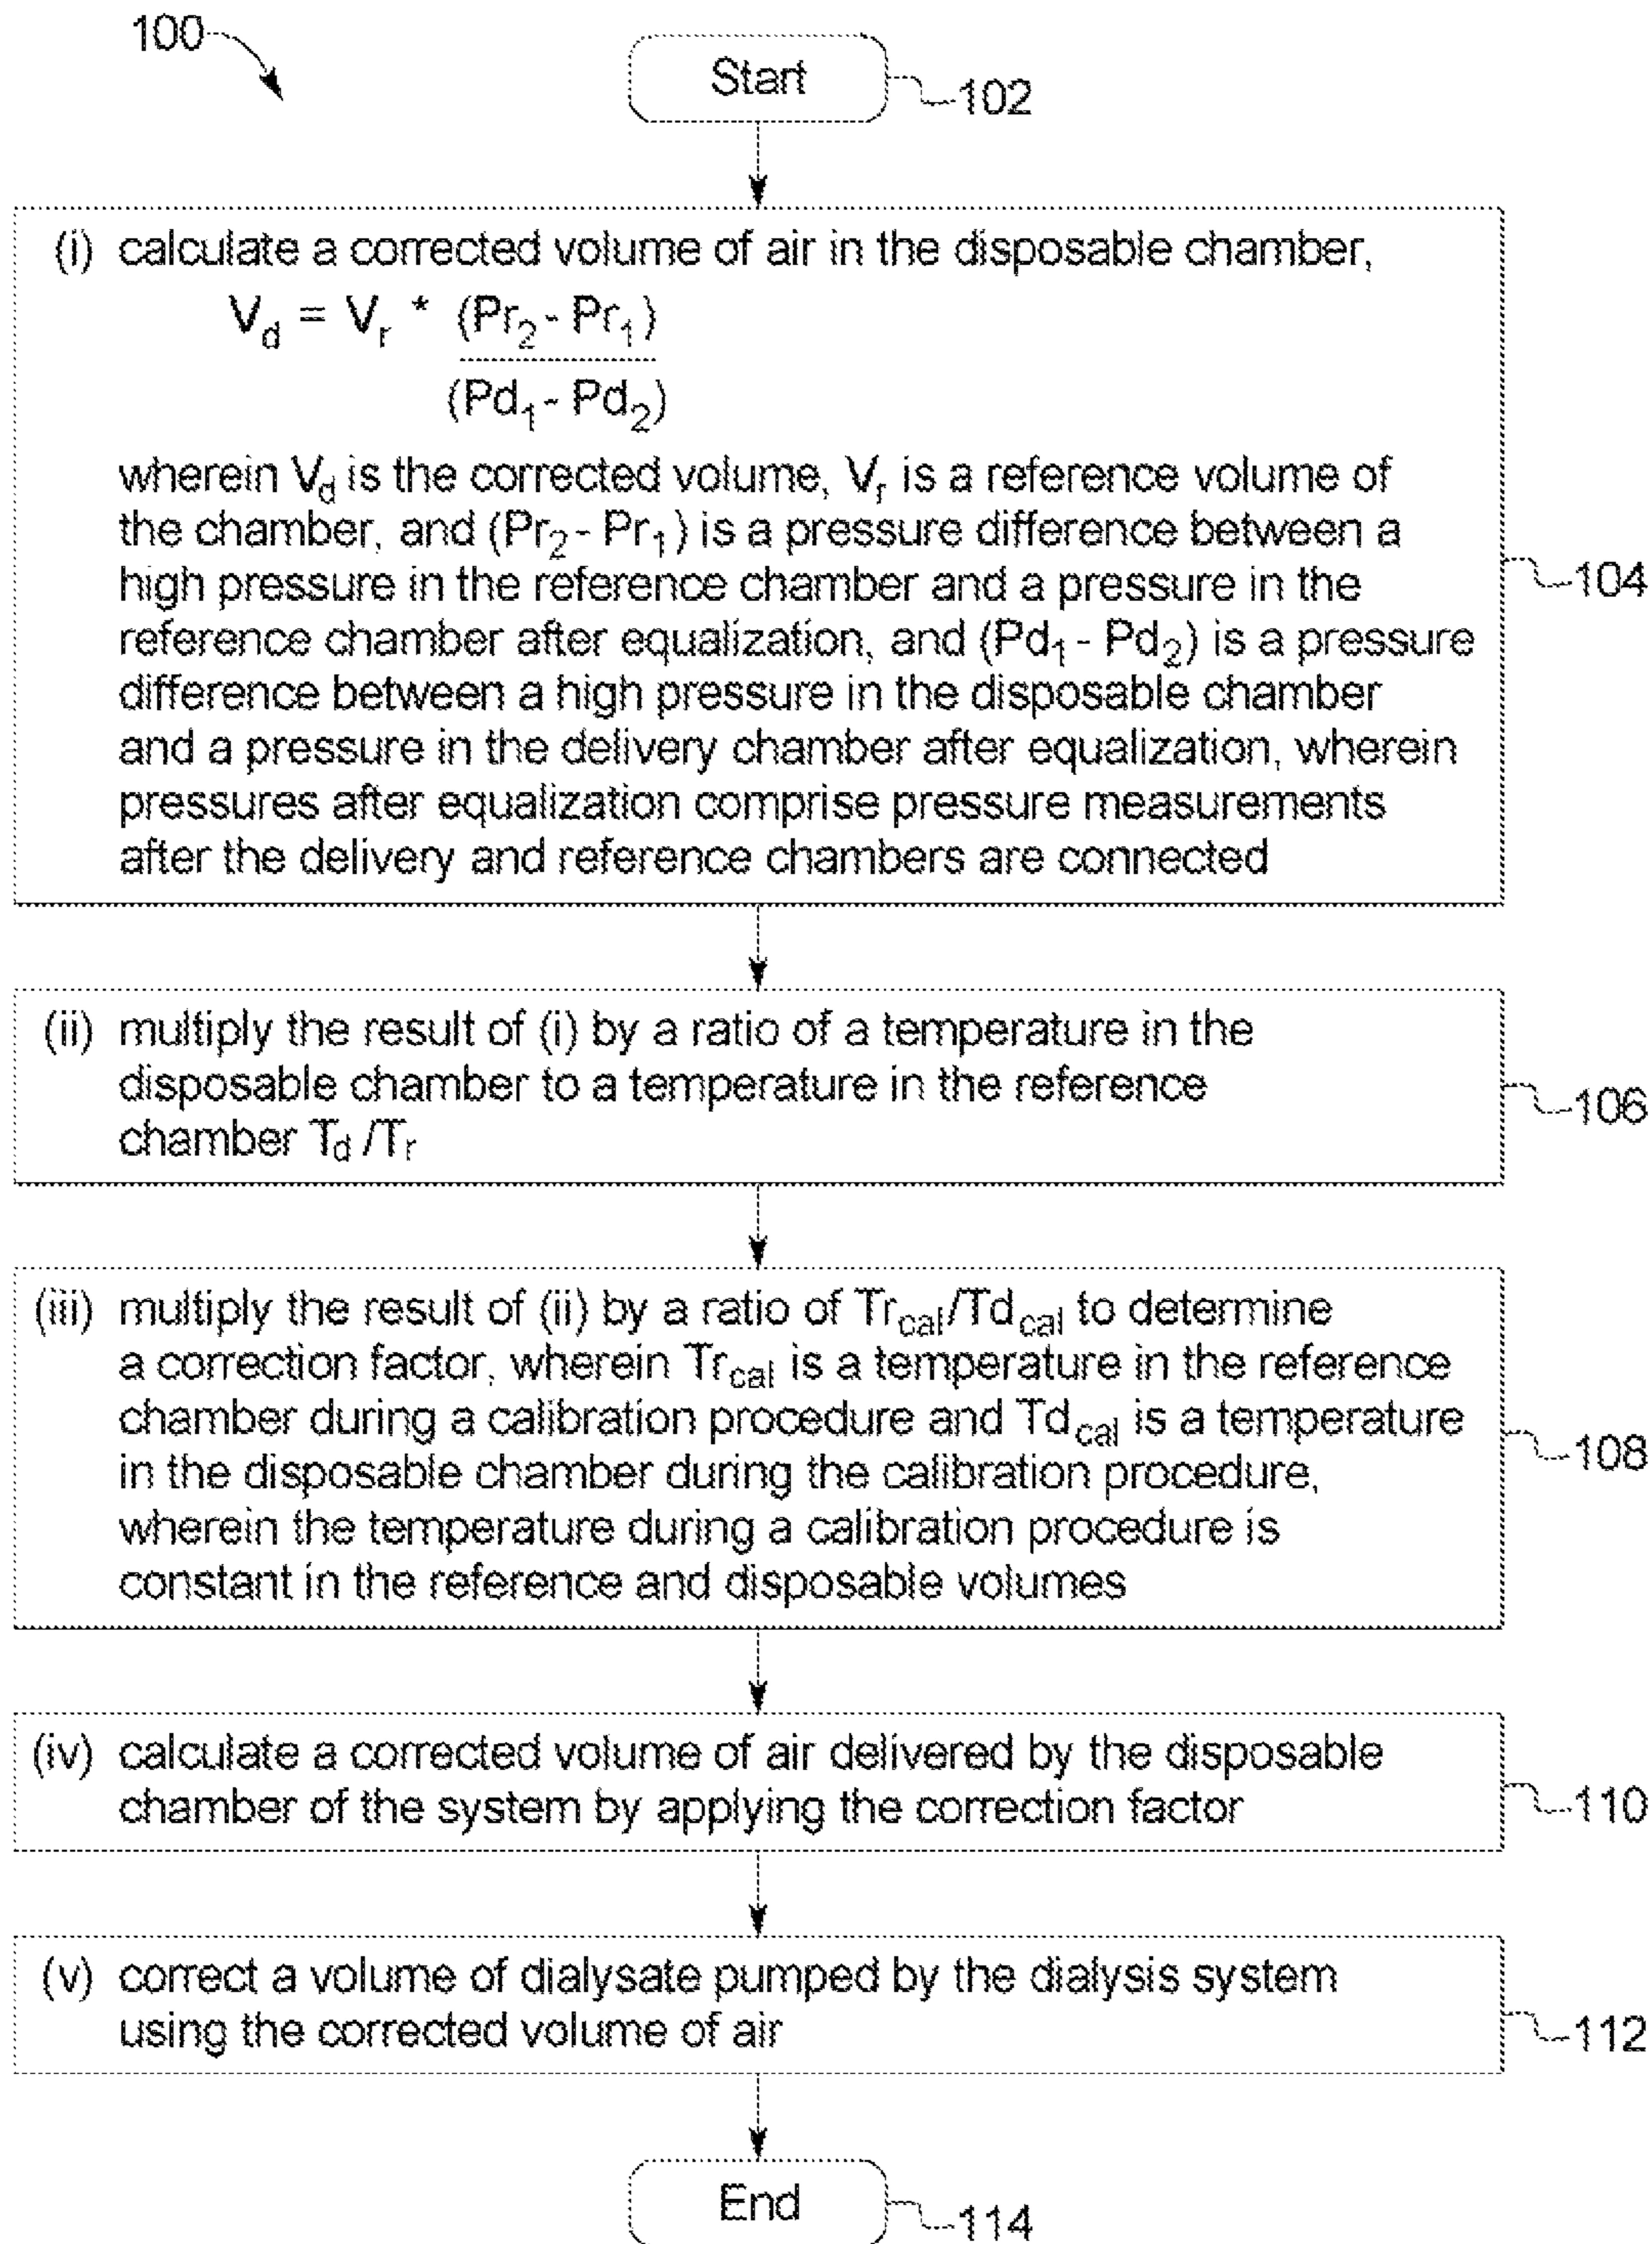 100
Start
102
(i) calculate a corrected volume of air in the disposable chamber,
V_d = V_r * (Pr_2 - Pr_1)
(Pd_1 - Pd_2)
wherein V_d is the corrected volume, V_r is a reference volume of
the chamber, and (Pr_2 - Pr_1) is a pressure difference between a
high pressure in the reference chamber and a pressure in the
reference chamber after equalization, and (Pd_1 - Pd_2) is a pressure
difference between a high pressure in the disposable chamber
and a pressure in the delivery chamber after equalization, wherein
pressures after equalization comprise pressure measurements
after the delivery and reference chambers are connected
104
(ii) multiply the result of (i) by a ratio of a temperature in the
disposable chamber to a temperature in the reference
chamber T_d /T_r
106
(iii) multiply the result of (ii) by a ratio of Tr_cal/Td_cal to determine
a correction factor, wherein Tr_cal is a temperature in the reference
chamber during a calibration procedure and Td_cal is a temperature
in the disposable chamber during the calibration procedure,
wherein the temperature during a calibration procedure is
constant in the reference and disposable volumes
108
(iv) calculate a corrected volume of air delivered by the disposable
chamber of the system by applying the correction factor
110
(v) correct a volume of dialysate pumped by the dialysis system
using the corrected volume of air
112
End
114